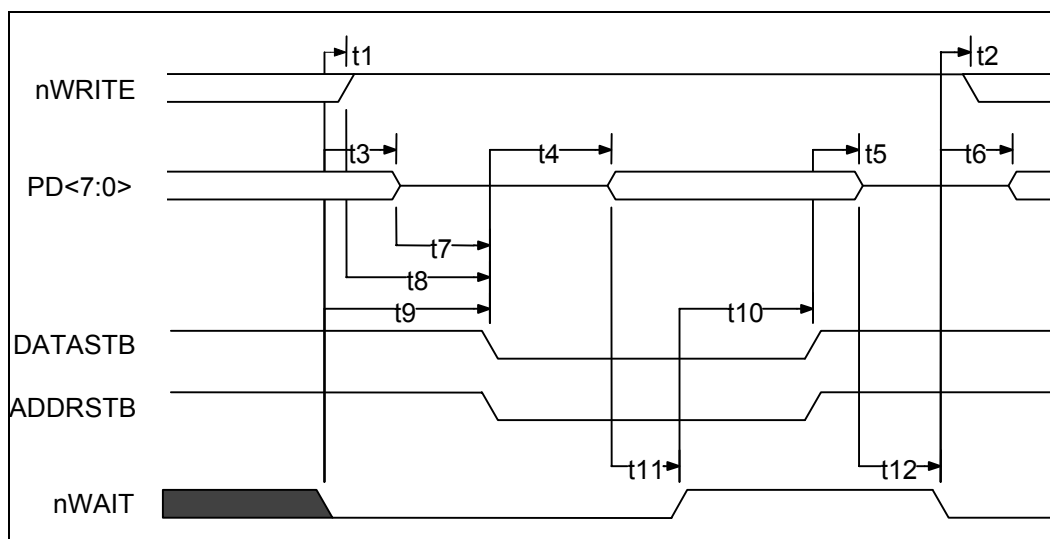 t1
t2
nWRITE
t3
t4
t5
t6
PD<7:0>
t7
t8
t9
t10
DATASTB
ADDRSTB
t11
t12
nWAIT